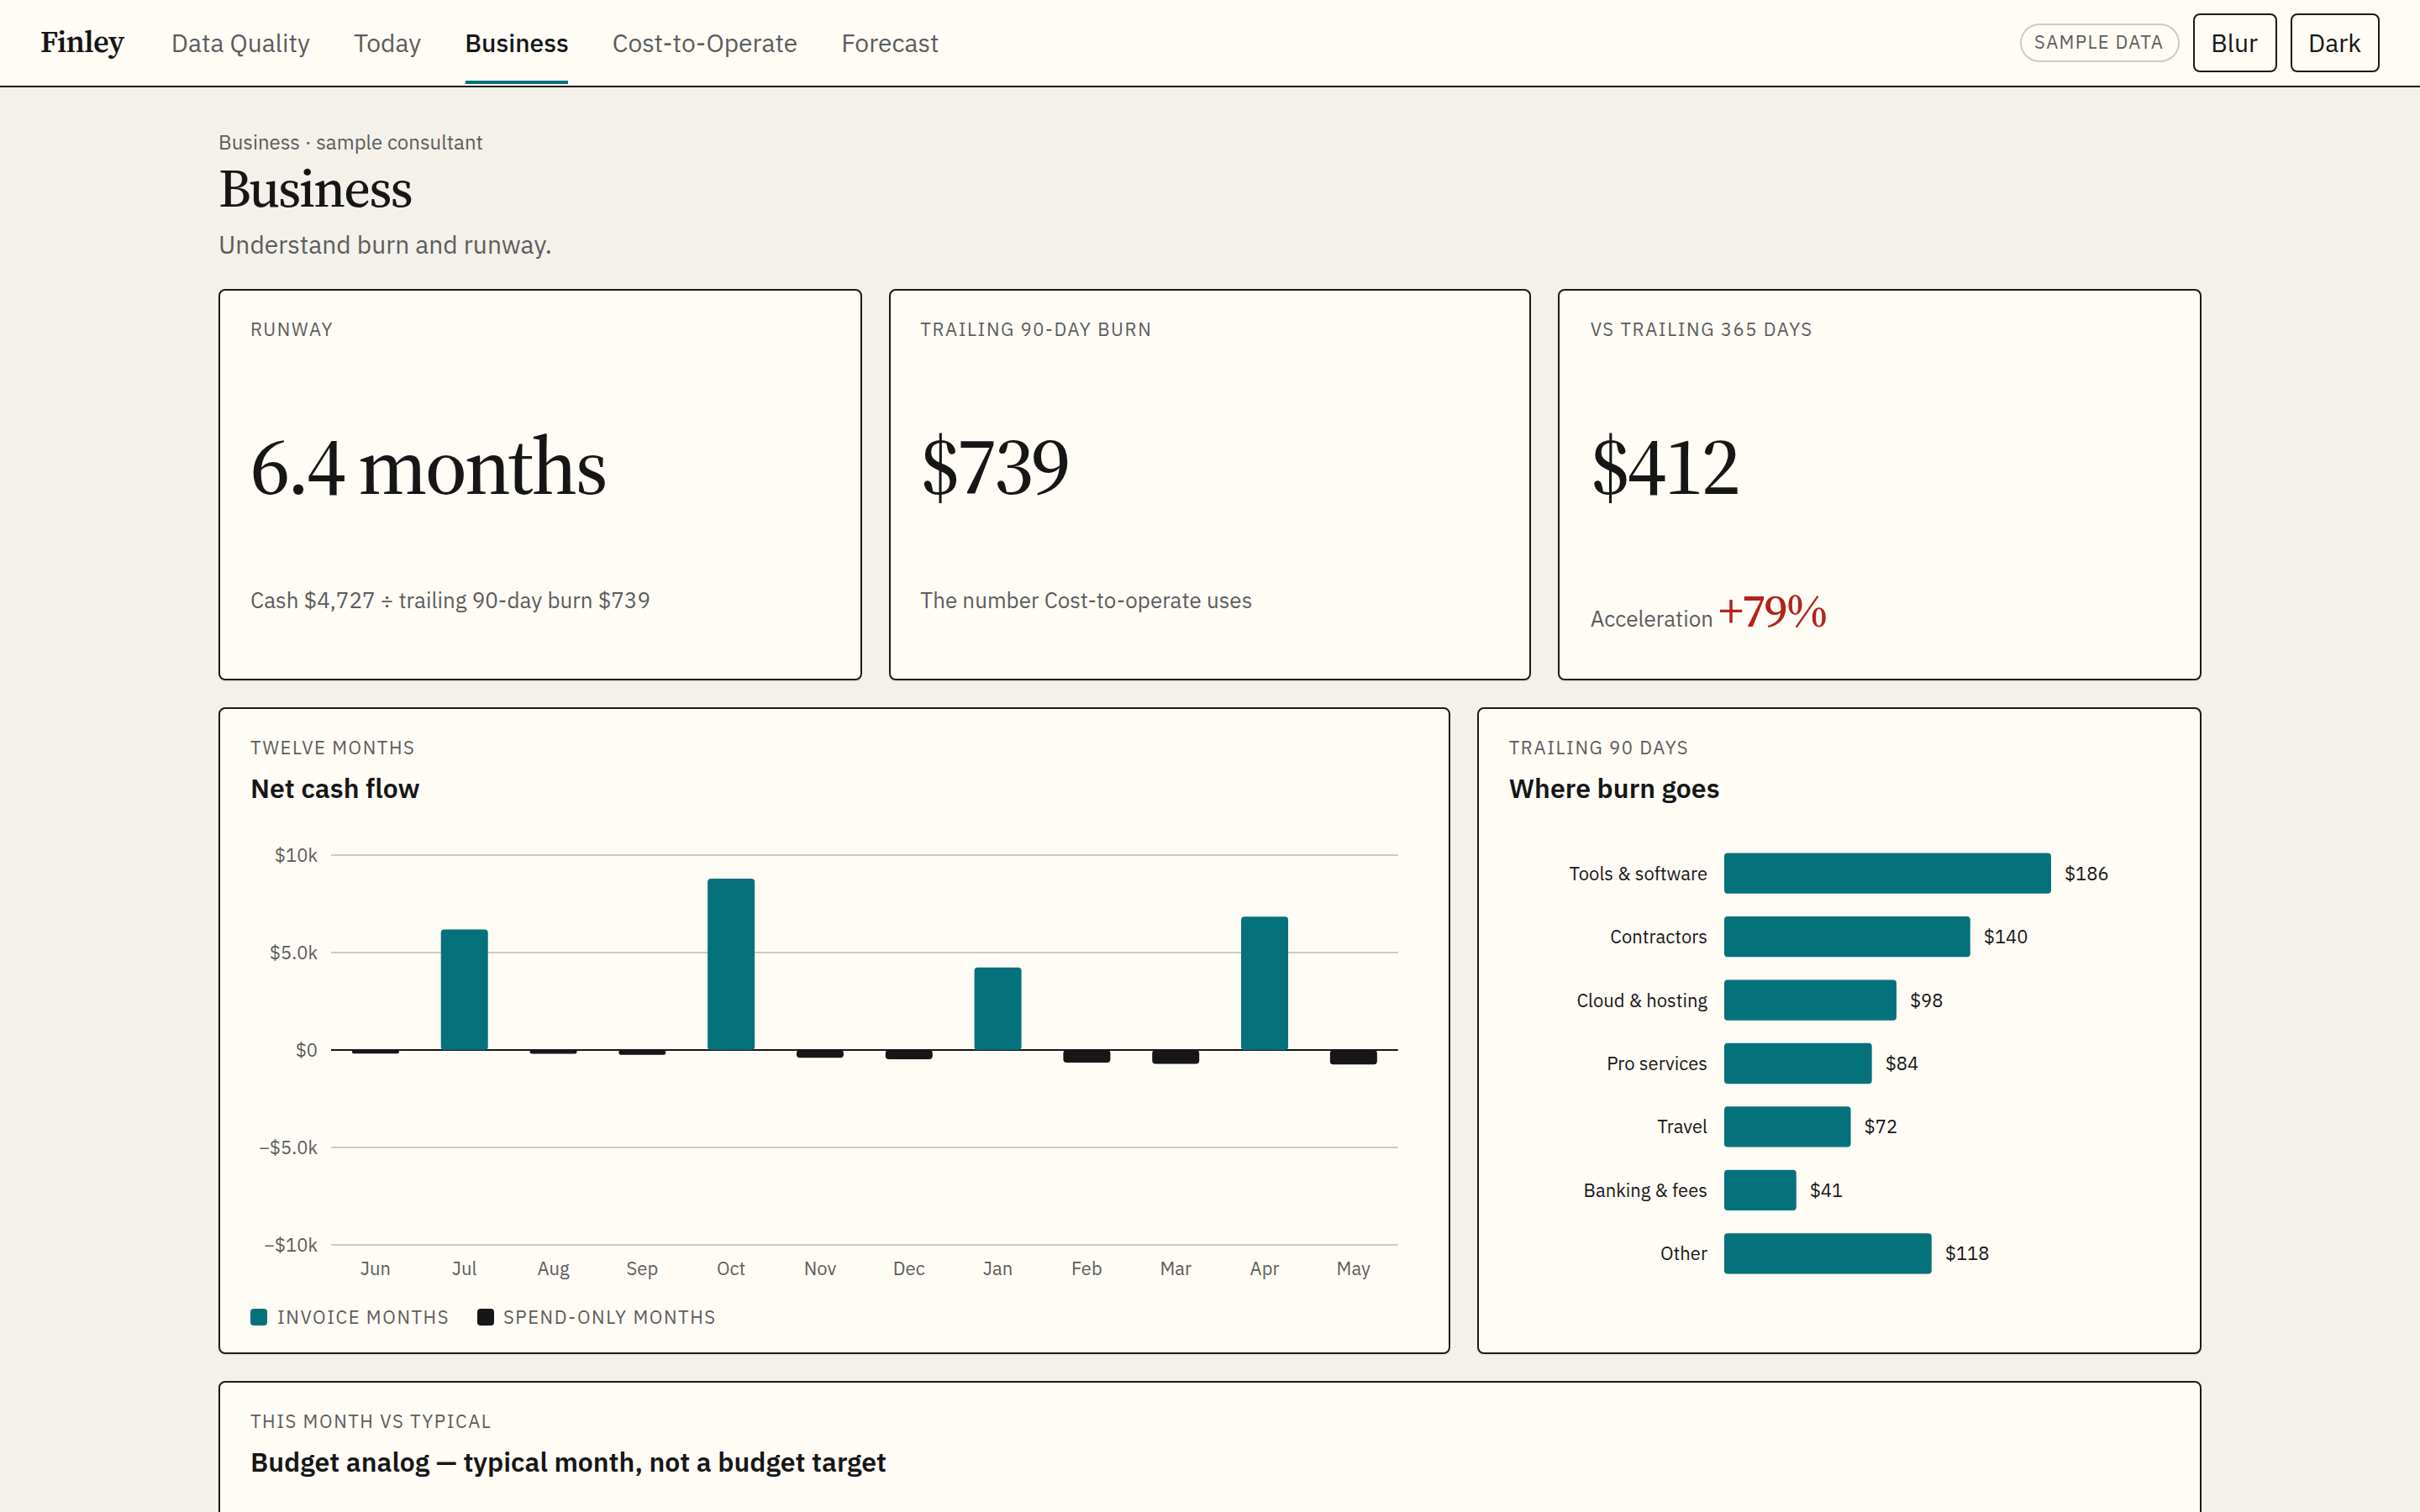 Finley Data Quality Today Business Cost-to-Operate Forecast SAMPLE DATA Blur Dark
Business · sample consultant
Business
Understand burn and runway.
RUNWAY
6.4 months
Cash $4,727 ÷ trailing 90-day burn $739
TRAILING 90-DAY BURN
$739
The number Cost-to-operate uses
VS TRAILING 365 DAYS
$412
Acceleration +79%
TWELVE MONTHS
Net cash flow
$10k
$5.0k
$0
−$5.0k
−$10k
Jun Jul Aug Sep Oct Nov Dec Jan Feb Mar Apr May
INVOICE MONTHS SPEND-ONLY MONTHS
TRAILING 90 DAYS
Where burn goes
Tools & software $186
Contractors $140
Cloud & hosting $98
Pro services $84
Travel $72
Banking & fees $41
Other $118
THIS MONTH VS TYPICAL
Budget analog — typical month, not a budget target